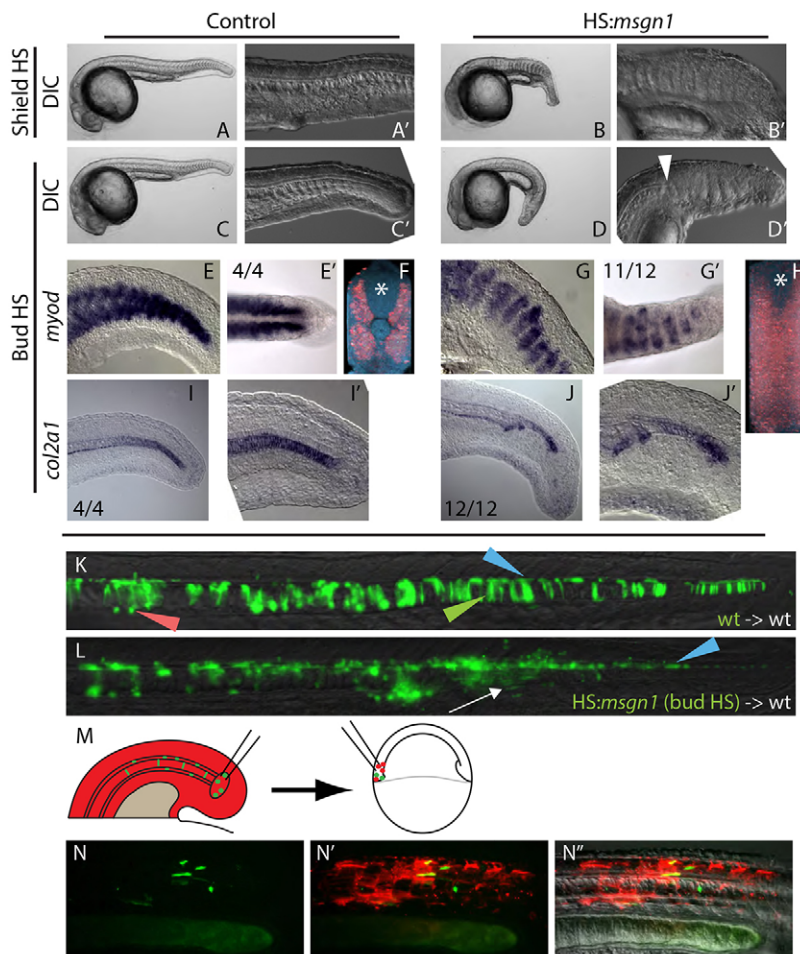 Control
HS:msgn1
Shield HS
DIC
A
A′
B
B′
Bud HS
DIC
C
C′
D
D′
myod
E
4/4
E′
F
*
G
11/12
G′
H
*
col2a1
I
4/4
I′
J
12/12
J′
K
wt -> wt
L
HS:msgn1 (bud HS) -> wt
M
N
N′
N″